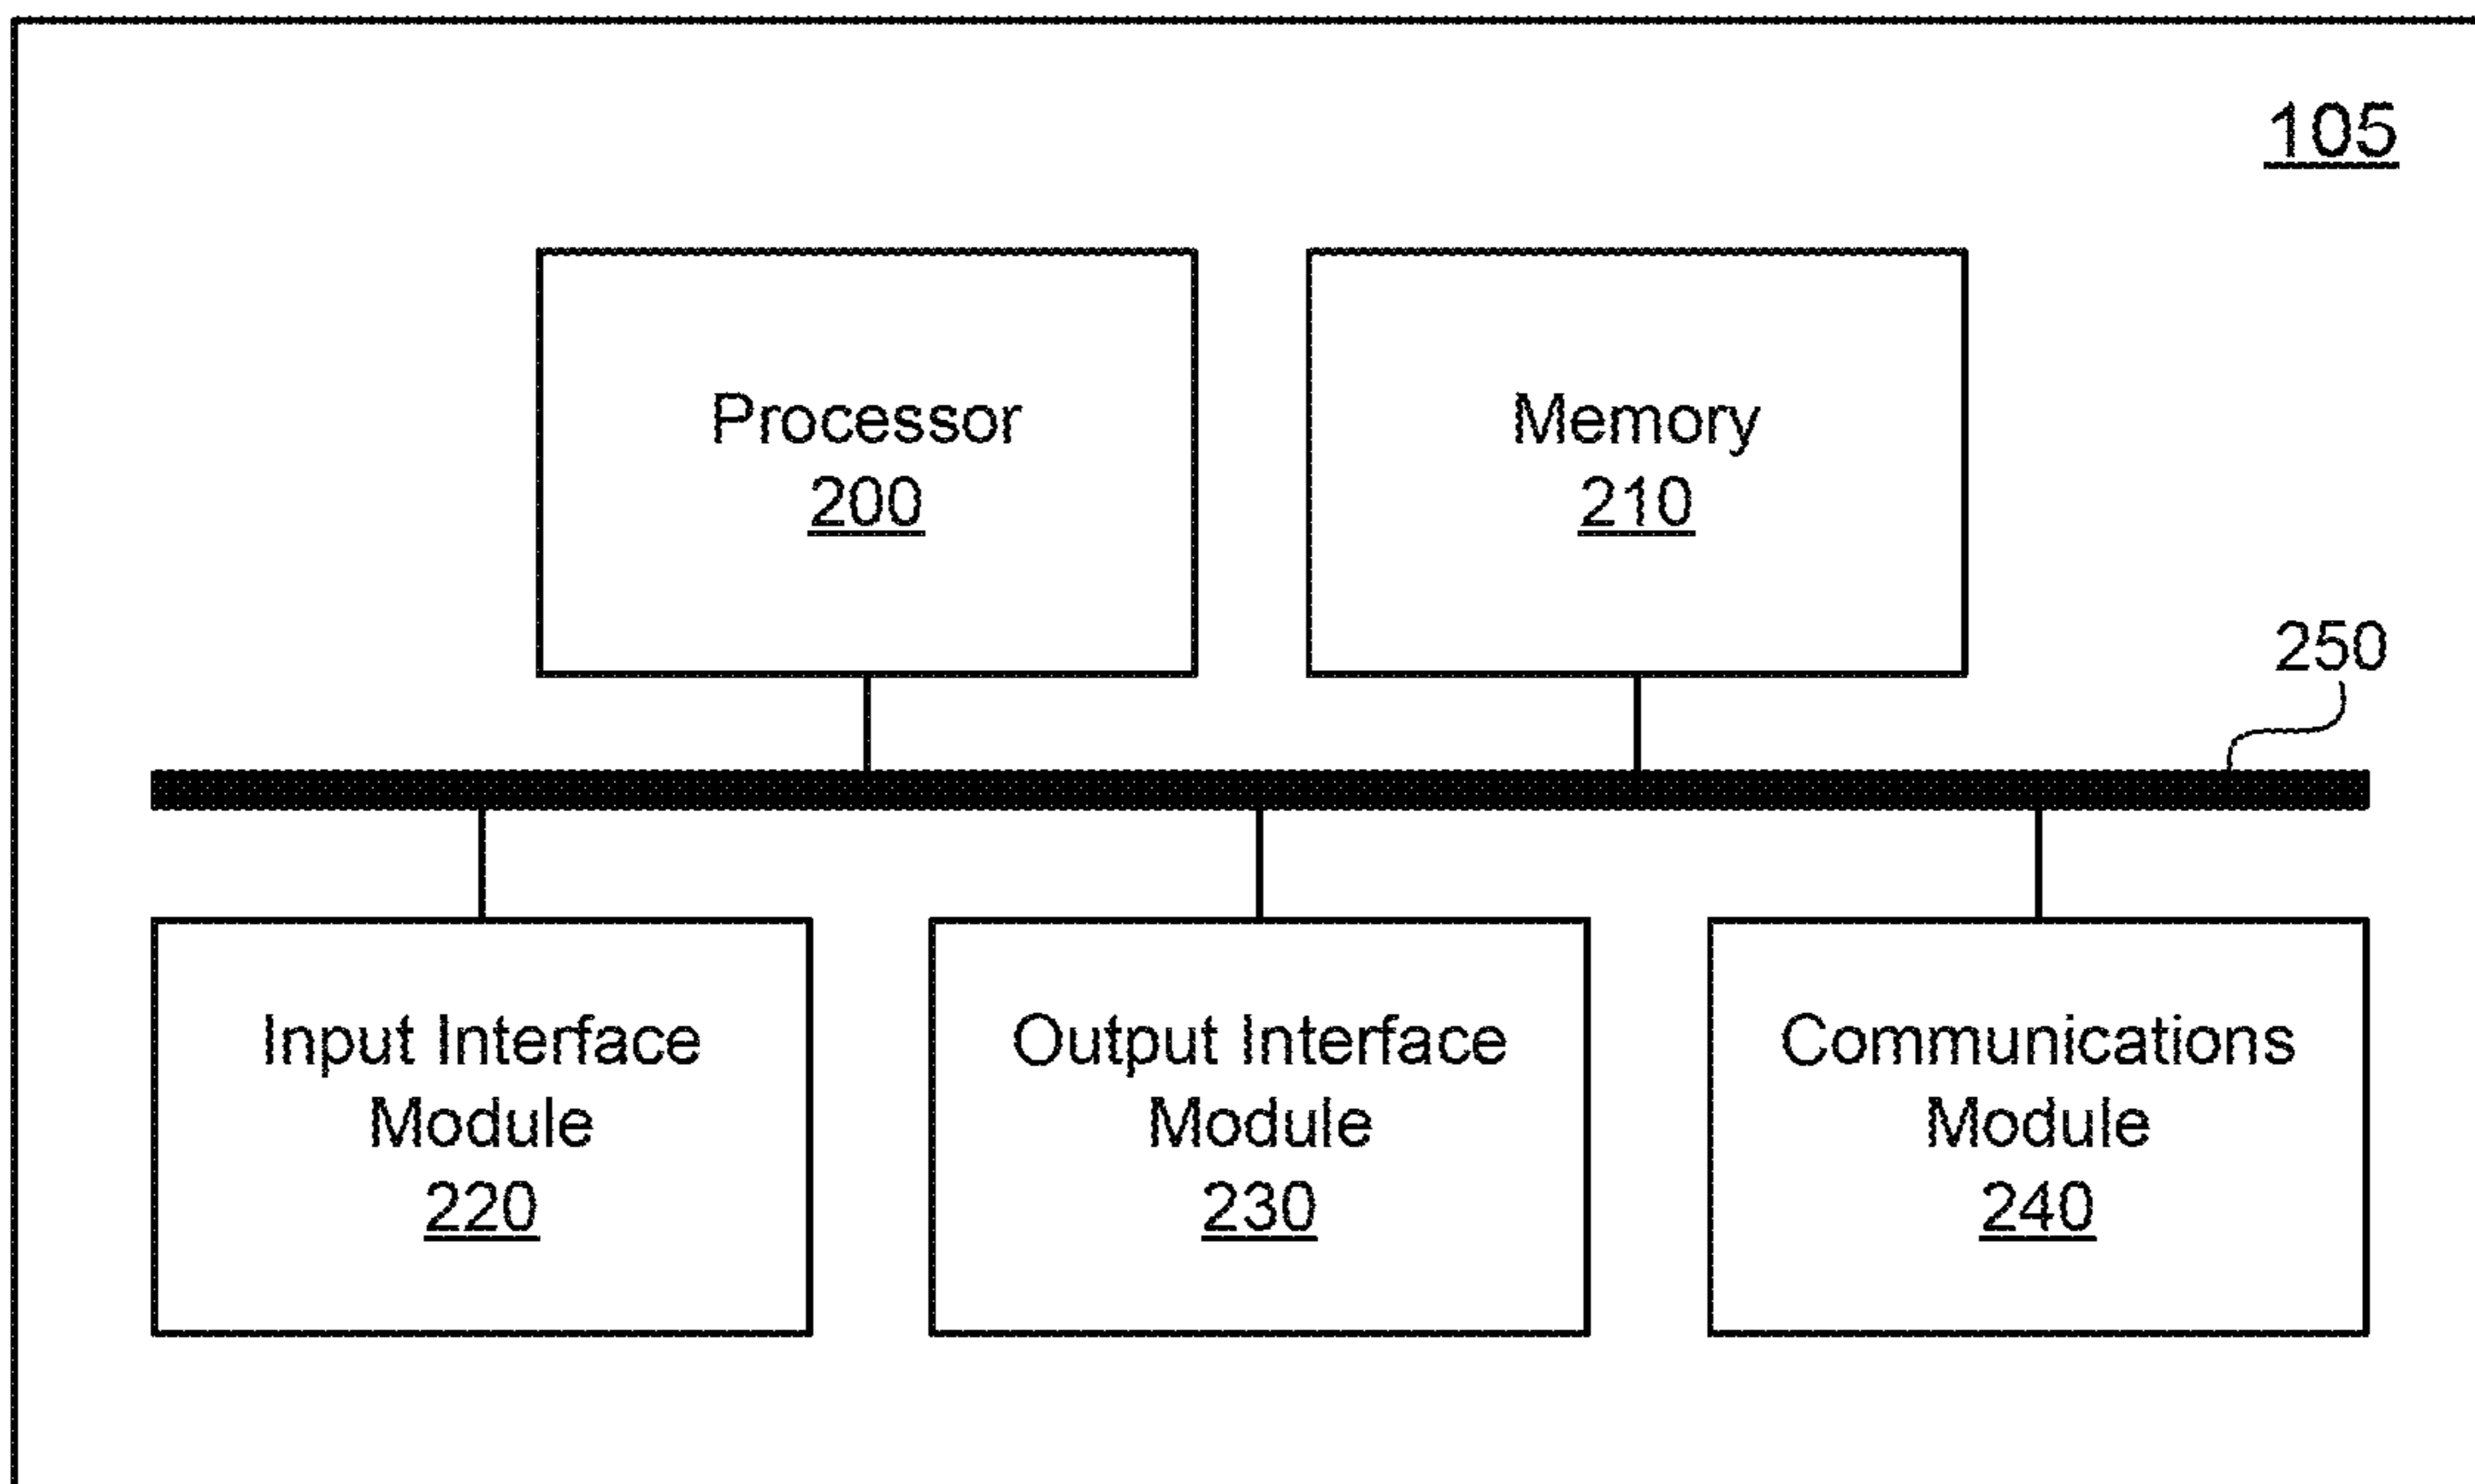 105
Processor
200
Memory
210
250
Input Interface
Module
220
Output Interface
Module
230
Communications
Module
240